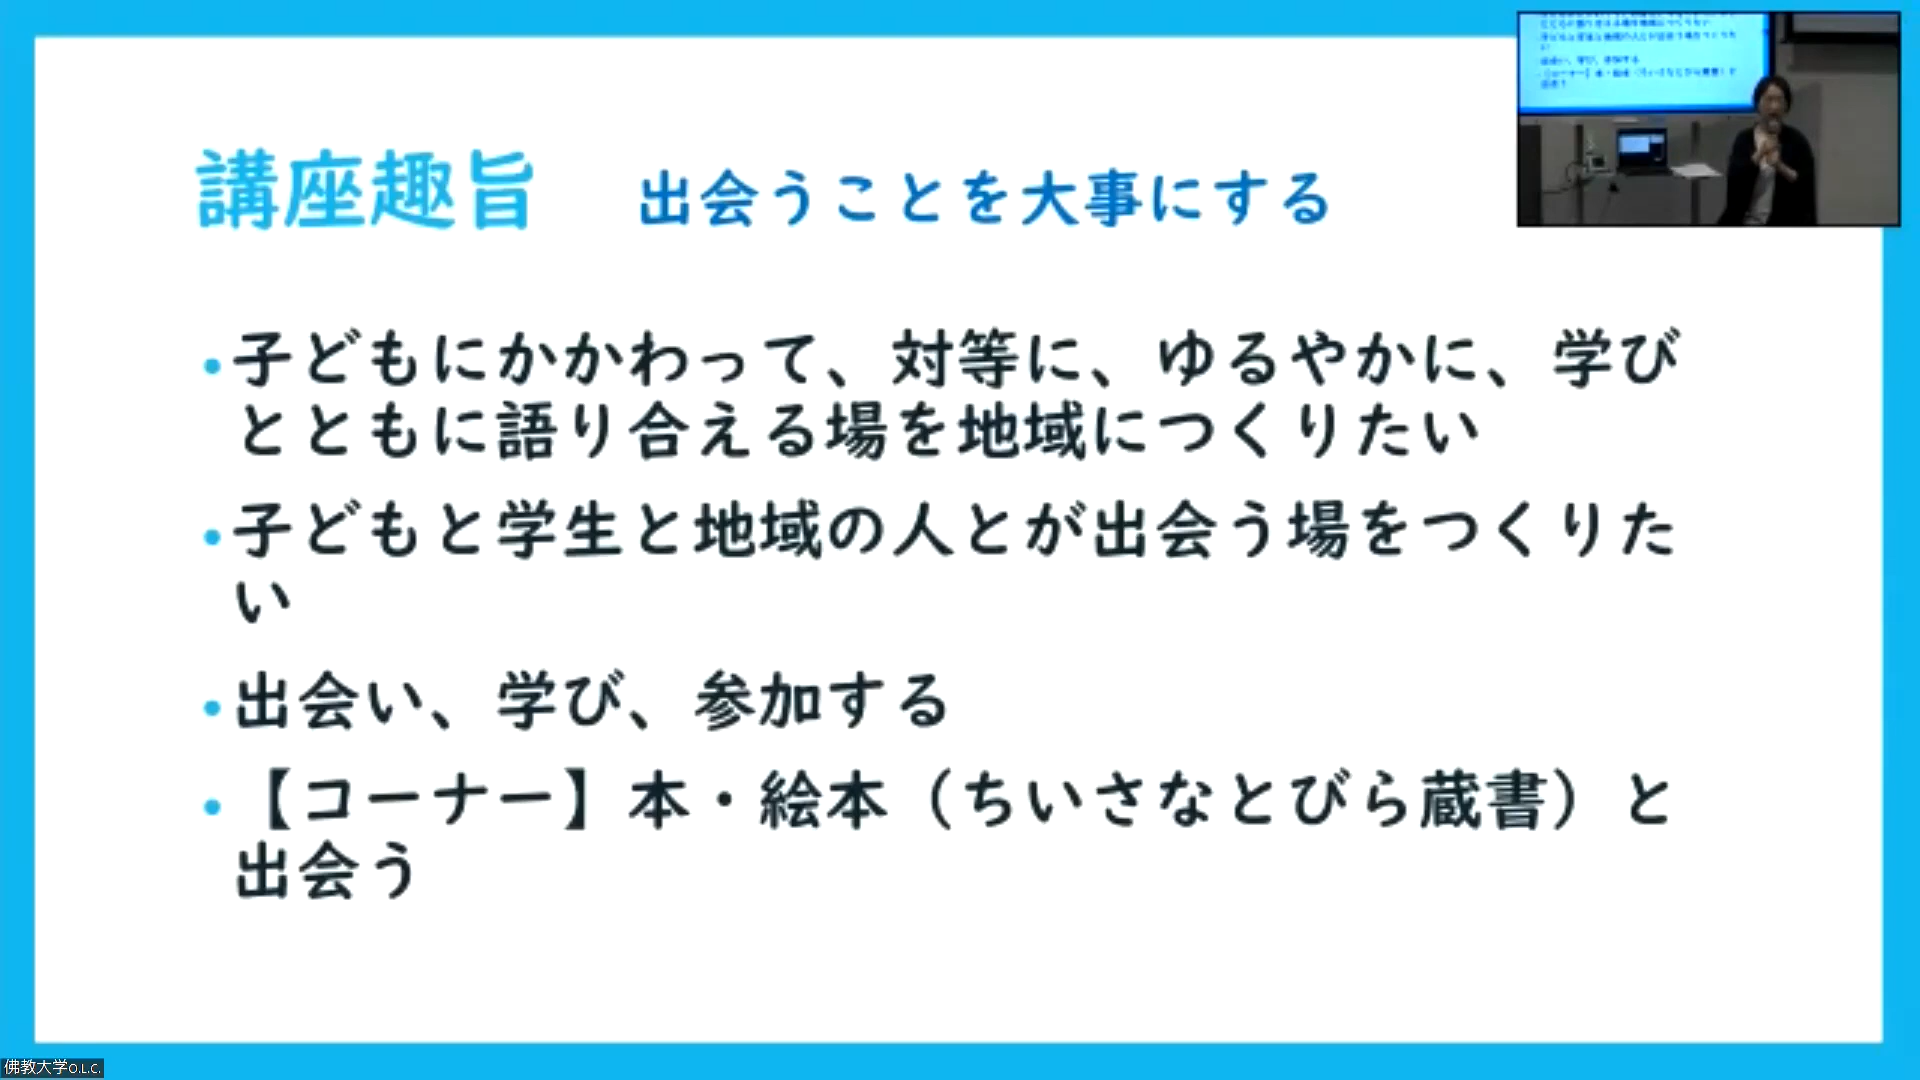 講座趣旨 出会うことを大事にする
・子どもにかかわって、対等に、ゆるやかに、学び
とともに語り合える場を地域につくりたい
・子どもと学生と地域の人とが出会う場をつくりた
い
・出会い、学び、参加する
・【コーナー】本・絵本（ちいさなとびら蔵書）と
出会う
佛教大学O.L.C.